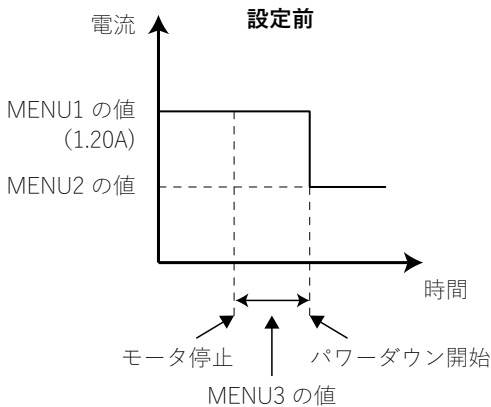 設定前
電流
MENU1 の値
(1.20A)
MENU2 の値
時間
モータ停止
パワーダウン開始
MENU3 の値